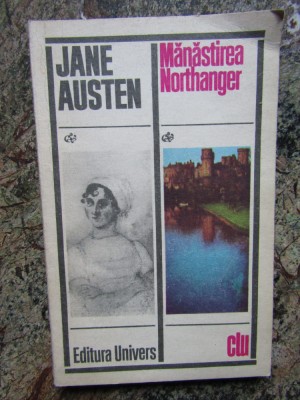 JANE
AUSTEN
Mănăstirea
Northanger
Editura Univers
clu